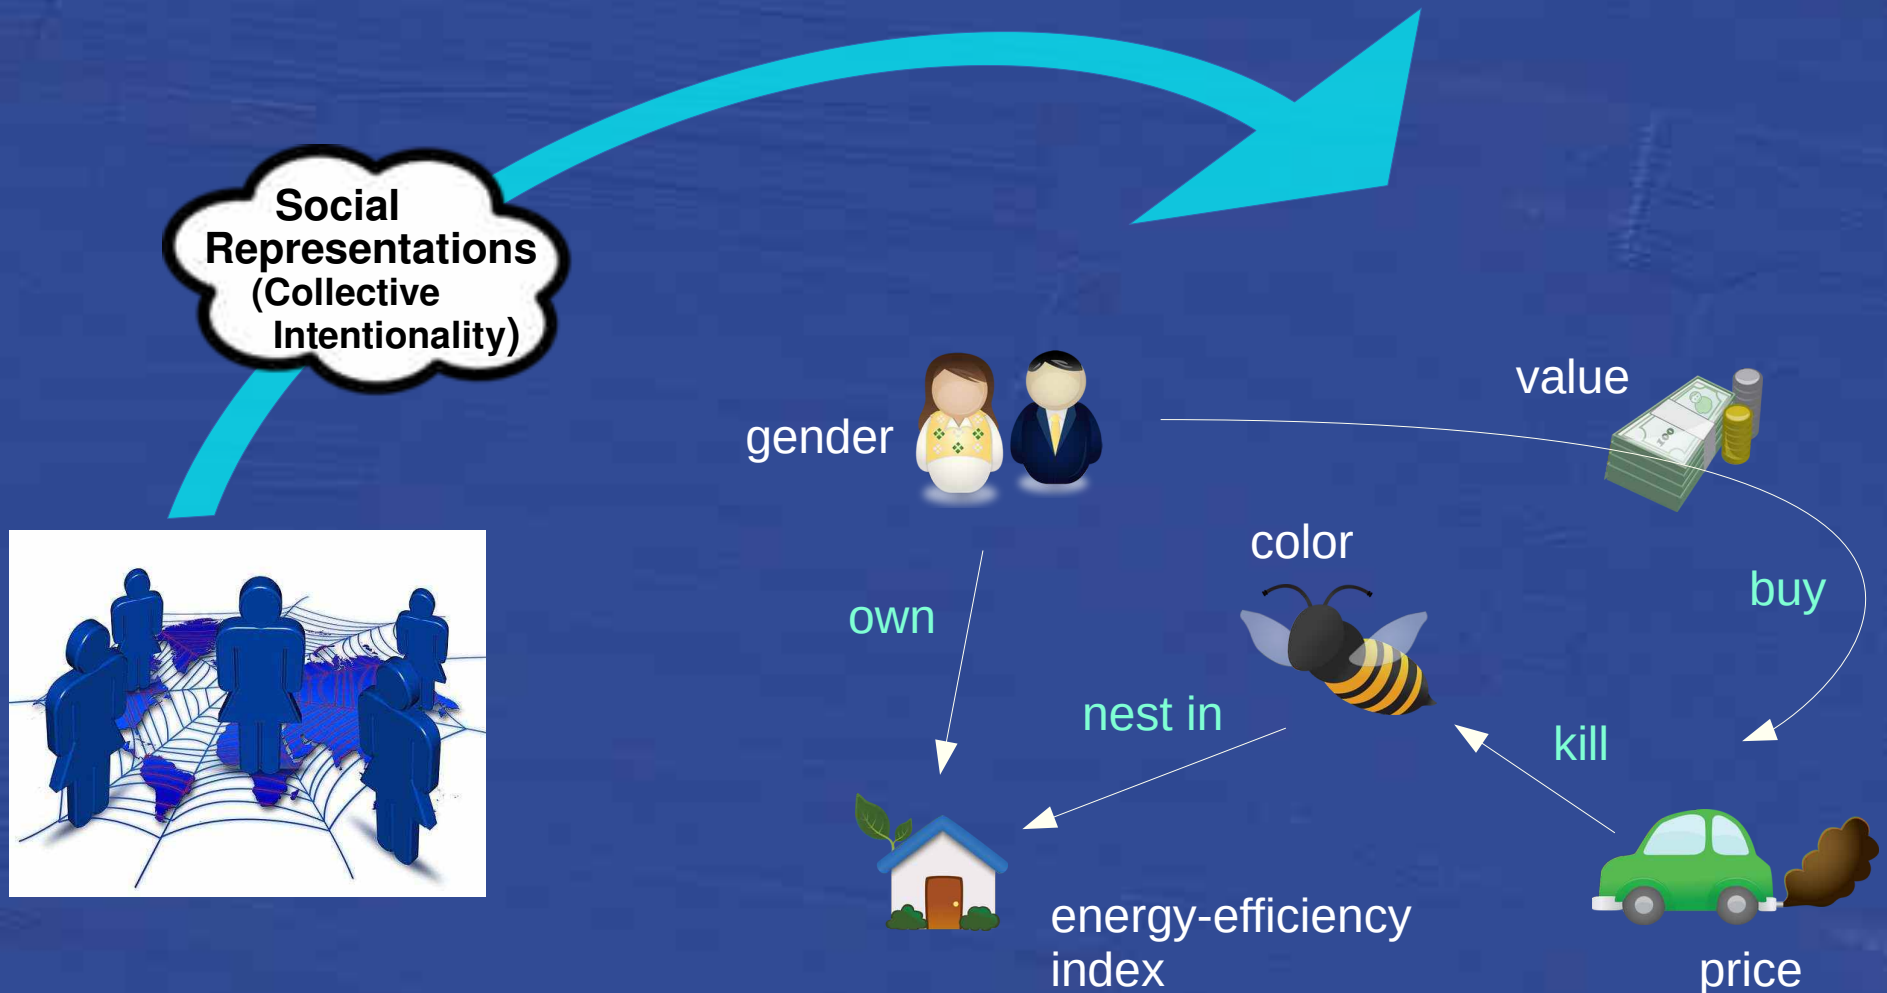 Social
Representations
(Collective
Intentionality)
gender
value
color
own
buy
nest in
kill
energy-efficiency
index
price